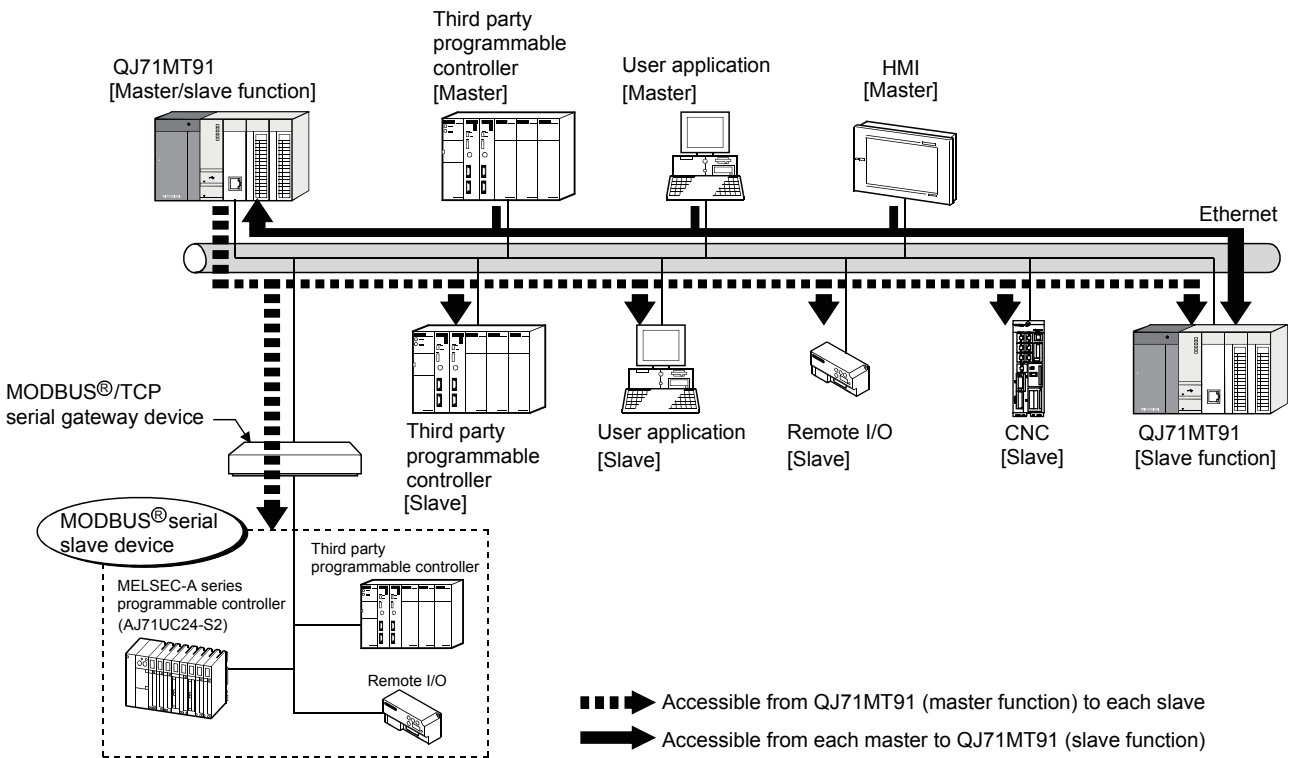 QJ71MT91
[Master/slave function]
Third party
programmable
controller
[Master]
User application
[Master]
HMI
[Master]
Ethernet
MODBUS®/TCP
serial gateway device
Third party
programmable
controller
[Slave]
User application
[Slave]
Remote I/O
[Slave]
CNC
[Slave]
QJ71MT91
[Slave function]
MODBUS® serial
slave device
Third party
programmable controller
MELSEC-A series
programmable controller
(AJ71UC24-S2)
Remote I/O
Accessible from QJ71MT91 (master function) to each slave
Accessible from each master to QJ71MT91 (slave function)